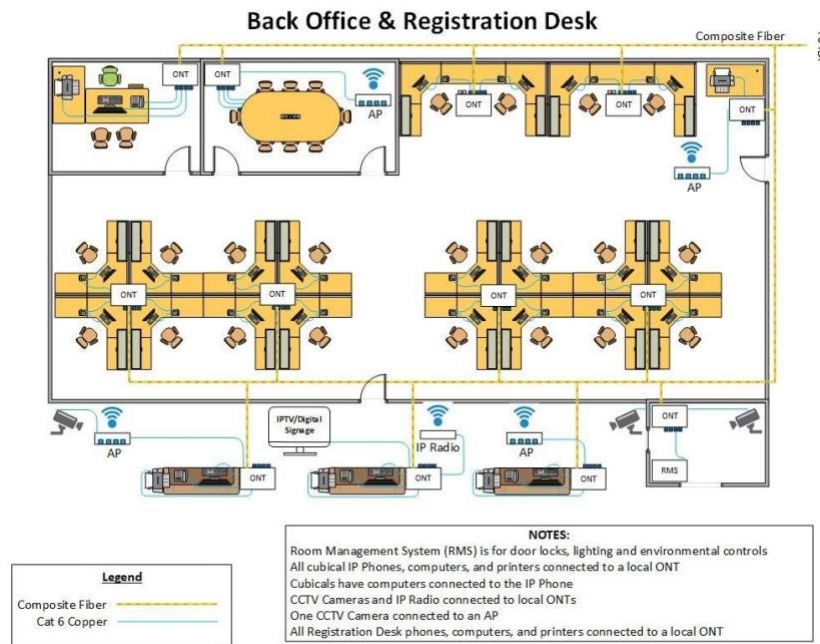 Back Office & Registration Desk
Composite Fiber
ONT
ONT
AP
ONT
ONT
ONT
AP
ONT
ONT
ONT
ONT
AP
IPTV/Digital
Signage
IP Radio
AP
ONT
ONT
ONT
ONT
RMS
NOTES:
Room Management System (RMS) is for door locks, lighting and environmental controls
All cubical IP Phones, computers, and printers connected to a local ONT
Cubicals have computers connected to the IP Phone
CCTV Cameras and IP Radio connected to local ONTs
One CCTV Camera connected to an AP
All Registration Desk phones, computers, and printers connected to a local ONT
Legend
Composite Fiber
Cat 6 Copper